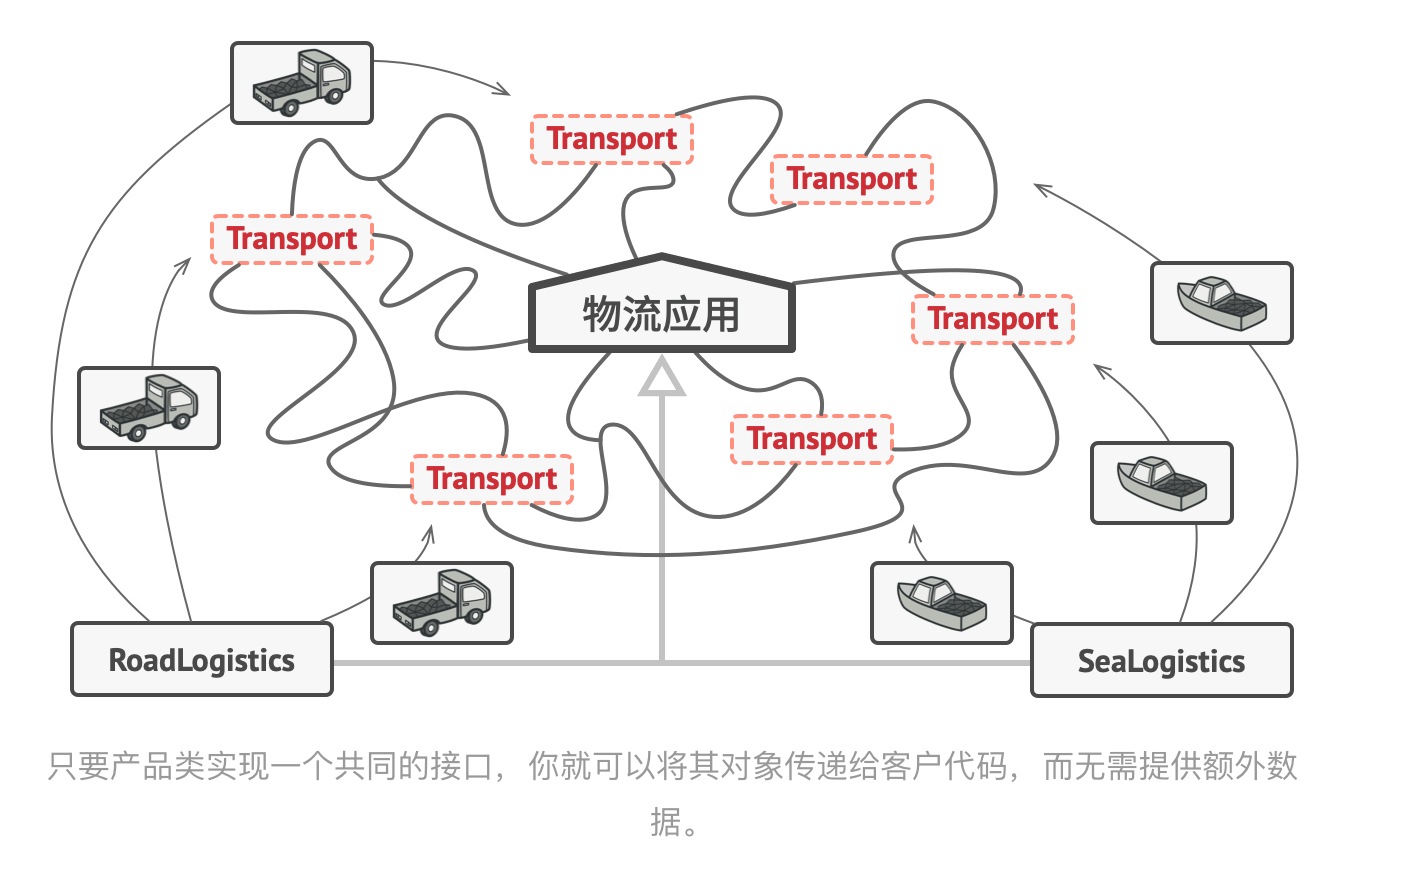 Transport
Transport
Transport
物流应用
Transport
Transport
Transport
RoadLogistics
SeaLogistics
只要产品类实现一个共同的接口， 你就可以将其对象传递给客户代码， 而无需提供额外数
据。